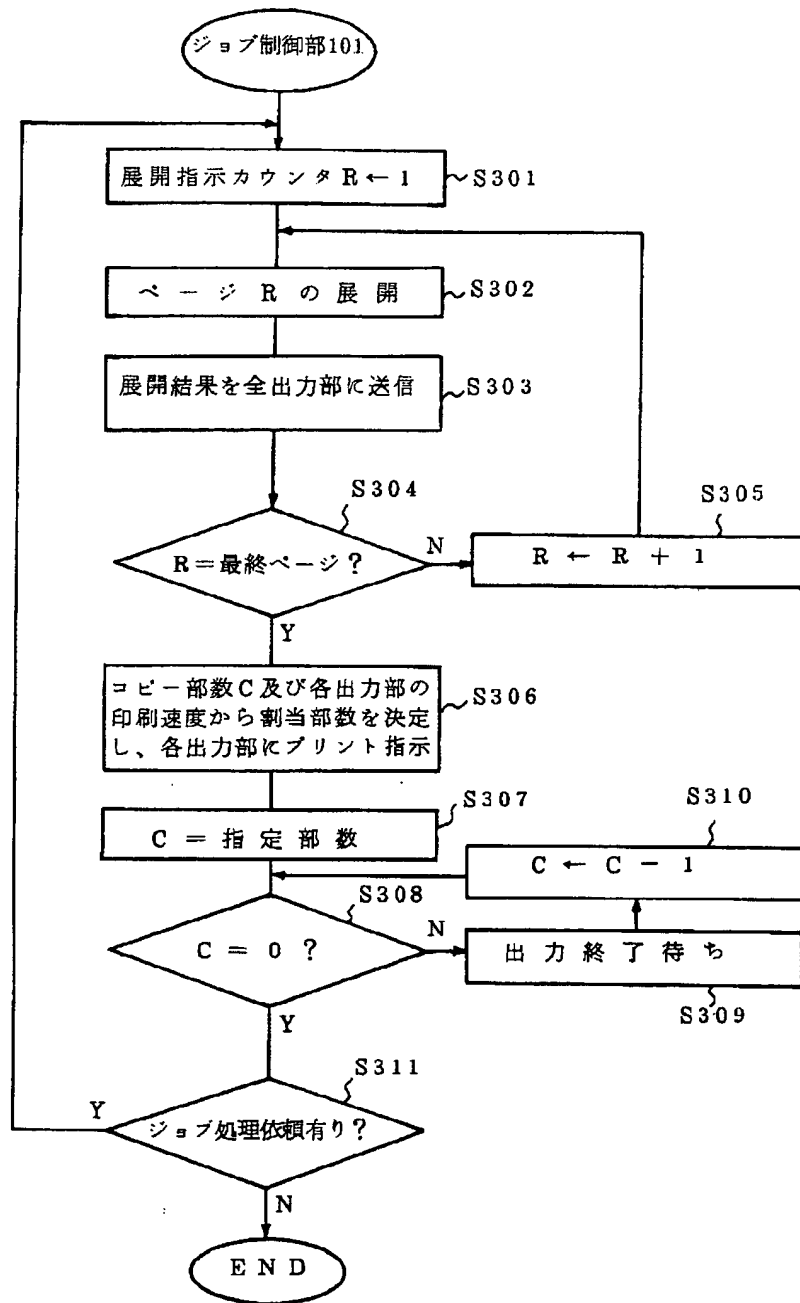 ジョブ制御部101
展開指示カウンタR←1
S301
ページRの展開
S302
展開結果を全出力部に送信
S303
S304
R=最終ページ?
N
S305
R ← R + 1
Y
コピー部数C及び各出力部の
印刷速度から割当部数を決定
し、各出力部にプリント指示
S306
S307
C = 指定部数
S310
C ← C - 1
S308
C = 0 ?
N
出力終了待ち
S309
Y
S311
Y
ジョブ処理依頼有り?
N
END